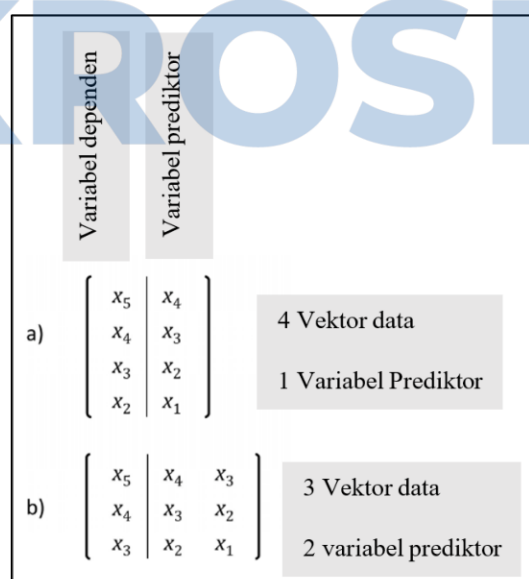 KROSI
Variabel dependen
Variabel prediktor
a)
x₅ | x₄
x₄ | x₃
x₃ | x₂
x₂ | x₁
4 Vektor data
1 Variabel Prediktor
b)
x₅ | x₄ x₃
x₄ | x₃ x₂
x₃ | x₂ x₁
3 Vektor data
2 variabel prediktor